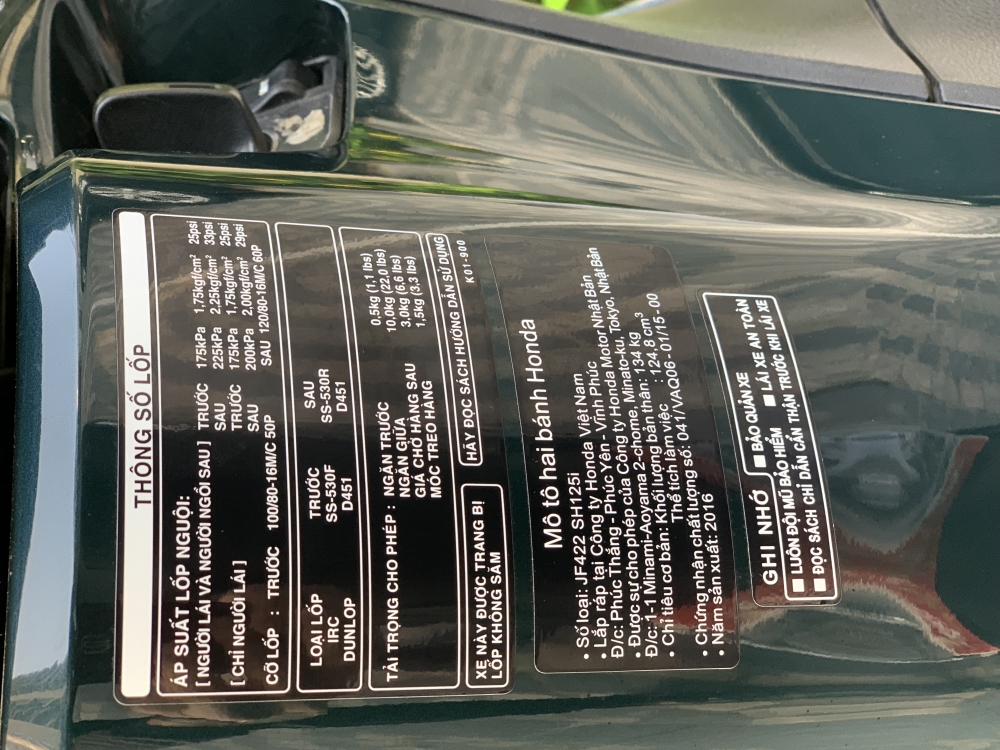 THÔNG SỐ LỐP
ÁP SUẤT LỐP NGUỘI:
[ NGƯỜI LÁI VÀ NGƯỜI NGỒI SAU ] TRƯỚC 175kPa 1,75kgf/cm² 25psi
SAU 225kPa 2,25kgf/cm² 33psi
[ CHỈ NGƯỜI LÁI ] TRƯỚC 175kPa 1,75kgf/cm² 25psi
SAU 200kPa 2,00kgf/cm² 29psi
CỠ LỐP : TRƯỚC 100/80-16M/C 50P SAU 120/80-16M/C 60P
LOẠI LỐP TRƯỚC SAU
IRC SS-530F SS-530R
DUNLOP D451 D451
TẢI TRỌNG CHO PHÉP : NGĂN TRƯỚC 0,5kg (1,1 lbs)
NGĂN GIỮA 10,0kg (22,0 lbs)
GIÁ CHỞ HÀNG SAU 3,0kg (6,6 lbs)
MÓC TREO HÀNG 1,5kg (3,3 lbs)
XE NÀY ĐƯỢC TRANG BỊ
LỐP KHÔNG SĂM
HÃY ĐỌC SÁCH HƯỚNG DẪN SỬ DỤNG
K01-900
Mô tô hai bánh Honda
• Số loại: JF422 SH125i
• Lắp ráp tại Công ty Honda Việt Nam
Đ/c: Phúc Thắng - Phúc Yên - Vĩnh Phúc
• Được sự cho phép của Công ty Honda Motor Nhật Bản
Đ/c: 1-1 Minami-Aoyama 2-chome, Minato-ku, Tokyo, Nhật Bản
• Chỉ tiêu cơ bản: Khối lượng bản thân: 134 kg
Thể tích làm việc : 124,8 cm³
• Chứng nhận chất lượng số: 041/VAQ06 - 01/15 - 00
• Năm sản xuất: 2016
GHI NHỚ
■ BẢO QUẢN XE
■ LUÔN ĐỘI MŨ BẢO HIỂM ■ LÁI XE AN TOÀN
■ ĐỌC SÁCH CHỈ DẪN CẨN THẬN TRƯỚC KHI LÁI XE